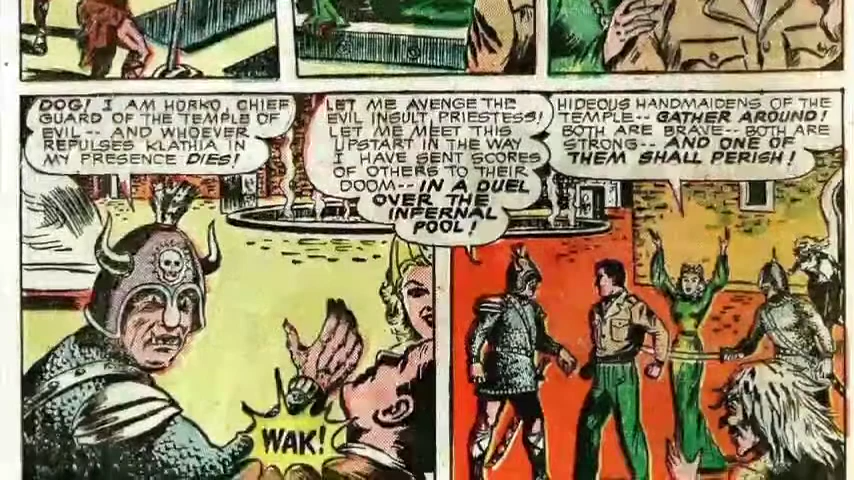 DOG! I AM HORKO, CHIEF
GUARD OF THE TEMPLE OF
EVIL-- AND WHOEVER
REPULSES KLATHIA IN
MY PRESENCE DIES!
LET ME AVENGE THE
EVIL INSULT, PRIESTESS!
LET ME MEET THIS
UPSTART IN THE WAY
I HAVE SENT SCORES
OF OTHERS TO THEIR
DOOM-- IN A DUEL
OVER THE
INFERNAL
POOL!
HIDEOUS HANDMAIDENS OF THE
TEMPLE-- GATHER AROUND!
BOTH ARE BRAVE-- BOTH ARE
STRONG-- AND ONE OF
THEM SHALL PERISH!
WAK!